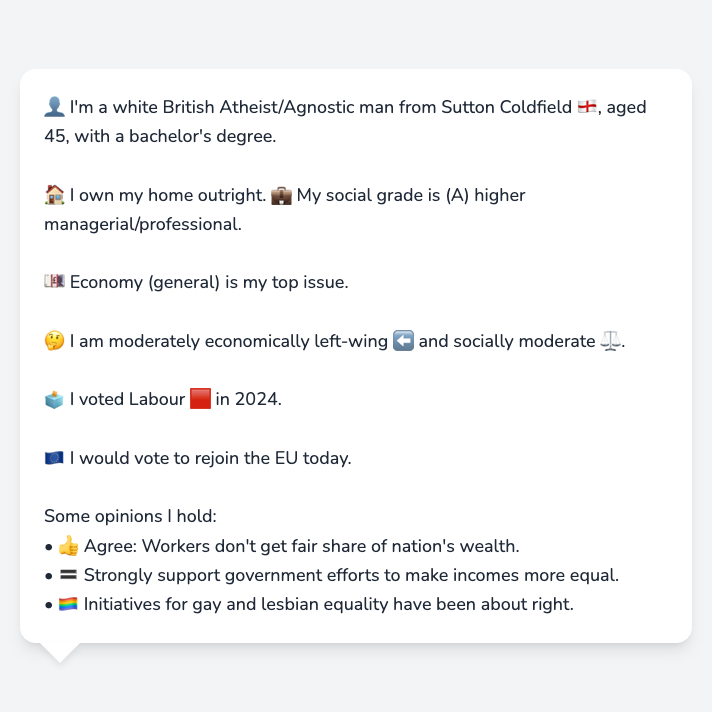 👤 I'm a white British Atheist/Agnostic man from Sutton Coldfield 🏴󠁧󠁢󠁥󠁮󠁧󠁿, aged
45, with a bachelor's degree.
🏠 I own my home outright. 💼 My social grade is (A) higher
managerial/professional.
💷 Economy (general) is my top issue.
🤔 I am moderately economically left-wing ⬅️ and socially moderate ⚖️.
🗳️ I voted Labour 🟥 in 2024.
🇪🇺 I would vote to rejoin the EU today.
Some opinions I hold:
• 👍 Agree: Workers don't get fair share of nation's wealth.
• 🟰 Strongly support government efforts to make incomes more equal.
• 🏳️‍🌈 Initiatives for gay and lesbian equality have been about right.